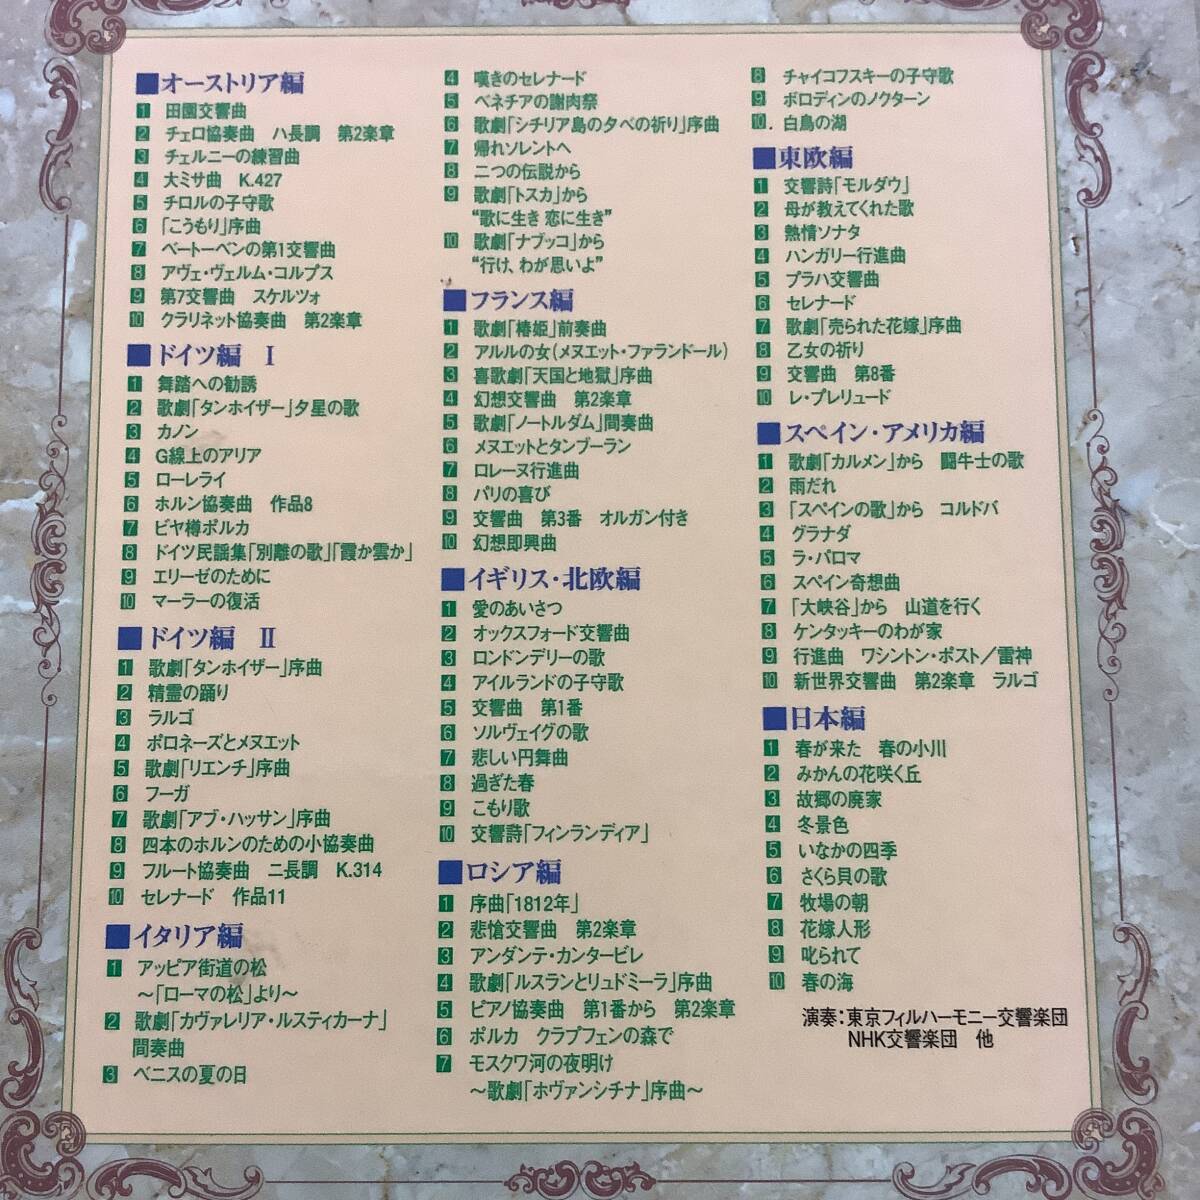 ■オーストリア編
1 田園交響曲
2 チェロ協奏曲 ハ長調 第2楽章
3 チェルニーの練習曲
4 大ミサ曲 K.427
5 チロルの子守歌
6 「こうもり」序曲
7 ベートーベンの第1交響曲
8 アヴェ・ヴェルム・コルプス
9 第7交響曲 スケルツォ
10 クラリネット協奏曲 第2楽章
■ドイツ編 Ⅰ
1 舞踏への勧誘
2 歌劇「タンホイザー」夕星の歌
3 カノン
4 G線上のアリア
5 ローレライ
6 ホルン協奏曲 作品8
7 ビヤ樽ポルカ
8 ドイツ民謡集「別離の歌」「霞か雲か」
9 エリーゼのために
10 マーラーの復活
■ドイツ編 Ⅱ
1 歌劇「タンホイザー」序曲
2 精霊の踊り
3 ラルゴ
4 ポロネーズとメヌエット
5 歌劇「リエンチ」序曲
6 フーガ
7 歌劇「アブ・ハッサン」序曲
8 四本のホルンのための小協奏曲
9 フルート協奏曲 ニ長調 K.314
10 セレナード 作品11
■イタリア編
1 アッピア街道の松
～「ローマの松」より～
2 歌劇「カヴァレリア・ルスティカーナ」
間奏曲
3 ベニスの夏の日
4 嘆きのセレナード
5 ベネチアの謝肉祭
6 歌劇「シチリア島の夕べの祈り」序曲
7 帰れソレントへ
8 二つの伝説から
9 歌劇「トスカ」から
“歌に生き 恋に生き”
10 歌劇「ナブッコ」から
“行け、わが思いよ”
■フランス編
1 歌劇「椿姫」前奏曲
2 アルルの女(メヌエット・ファランドール)
3 喜歌劇「天国と地獄」序曲
4 幻想交響曲 第2楽章
5 歌劇「ノートルダム」間奏曲
6 メヌエットとタンブーラン
7 ロレーヌ行進曲
8 パリの喜び
9 交響曲 第3番 オルガン付き
10 幻想即興曲
■イギリス・北欧編
1 愛のあいさつ
2 オックスフォード交響曲
3 ロンドンデリーの歌
4 アイルランドの子守歌
5 交響曲 第1番
6 ソルヴェイグの歌
7 悲しい円舞曲
8 過ぎた春
9 こもり歌
10 交響詩「フィンランディア」
■ロシア編
1 序曲「1812年」
2 悲愴交響曲 第2楽章
3 アンダンテ・カンタービレ
4 歌劇「ルスランとリュドミーラ」序曲
5 ピアノ協奏曲 第1番から 第2楽章
6 ポルカ クラプフェンの森で
7 モスクワ河の夜明け
～歌劇「ホヴァンシチナ」序曲～
8 チャイコフスキーの子守歌
9 ボロディンのノクターン
10. 白鳥の湖
■東欧編
1 交響詩「モルダウ」
2 母が教えてくれた歌
3 熱情ソナタ
4 ハンガリー行進曲
5 プラハ交響曲
6 セレナード
7 歌劇「売られた花嫁」序曲
8 乙女の祈り
9 交響曲 第8番
10 レ・プレリュード
■スペイン・アメリカ編
1 歌劇「カルメン」から 闘牛士の歌
2 雨だれ
3 「スペインの歌」から コルドバ
4 グラナダ
5 ラ・パロマ
6 スペイン奇想曲
7 「大峡谷」から 山道を行く
8 ケンタッキーのわが家
9 行進曲 ワシントン・ポスト／雷神
10 新世界交響曲 第2楽章 ラルゴ
■日本編
1 春が来た 春の小川
2 みかんの花咲く丘
3 故郷の廃家
4 冬景色
5 いなかの四季
6 さくら貝の歌
7 牧場の朝
8 花嫁人形
9 叱られて
10 春の海
演奏:東京フィルハーモニー交響楽団
NHK交響楽団 他